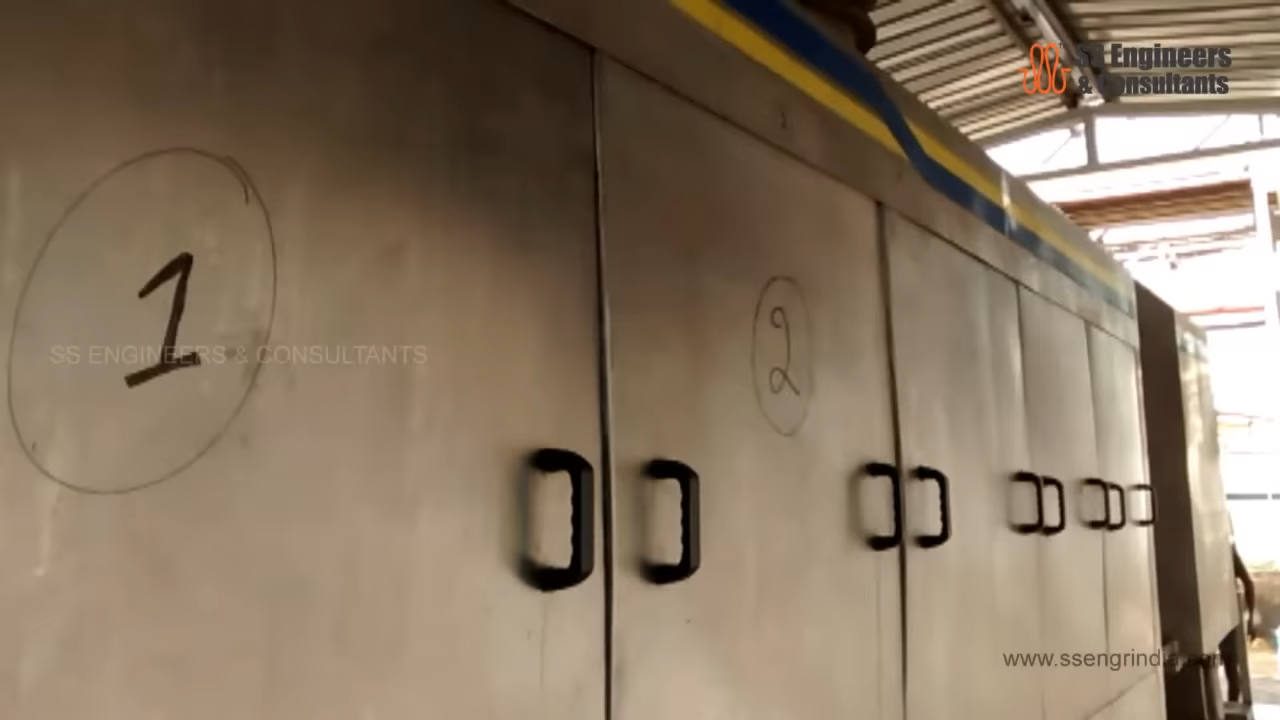 SS Engineers
& Consultants
1
2
SS ENGINEERS & CONSULTANTS